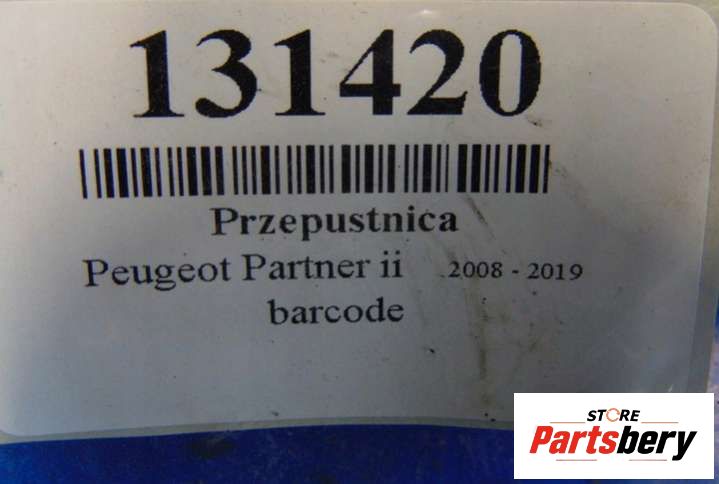 131420
Przepustnica
Peugeot Partner ii 2008 - 2019
barcode
STORE
Partsbery